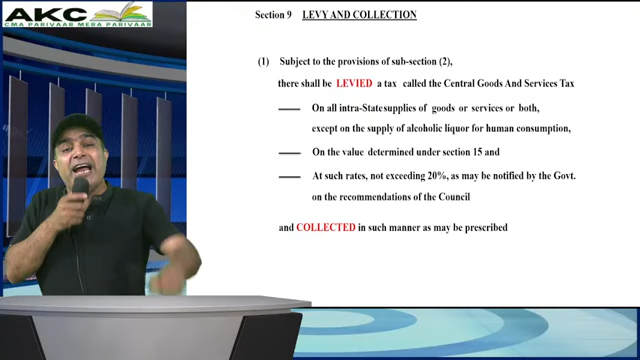 AKC
CMA PARIVAAR MERA PARIVAAR
Section 9 LEVY AND COLLECTION
(1) Subject to the provisions of sub-section (2),
there shall be LEVIED a tax called the Central Goods And Services Tax
On all intra-Statesupplies of goods or services or both,
except on the supply of alcoholic liquor for human consumption,
On the value determined under section 15 and
At such rates, not exceeding 20%, as may be notified by the Govt.
on the recommendations of the Council
and COLLECTED in such manner as may be prescribed